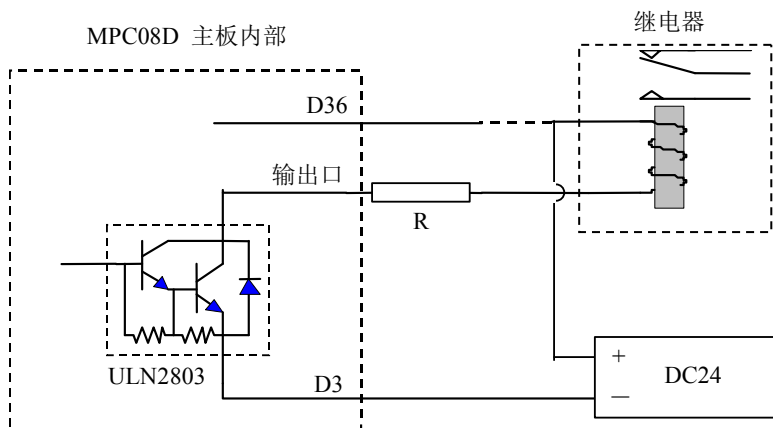 继电器
MPC08D 主板内部
D36
输出口
R
ULN2803
D3
+
DC24
—